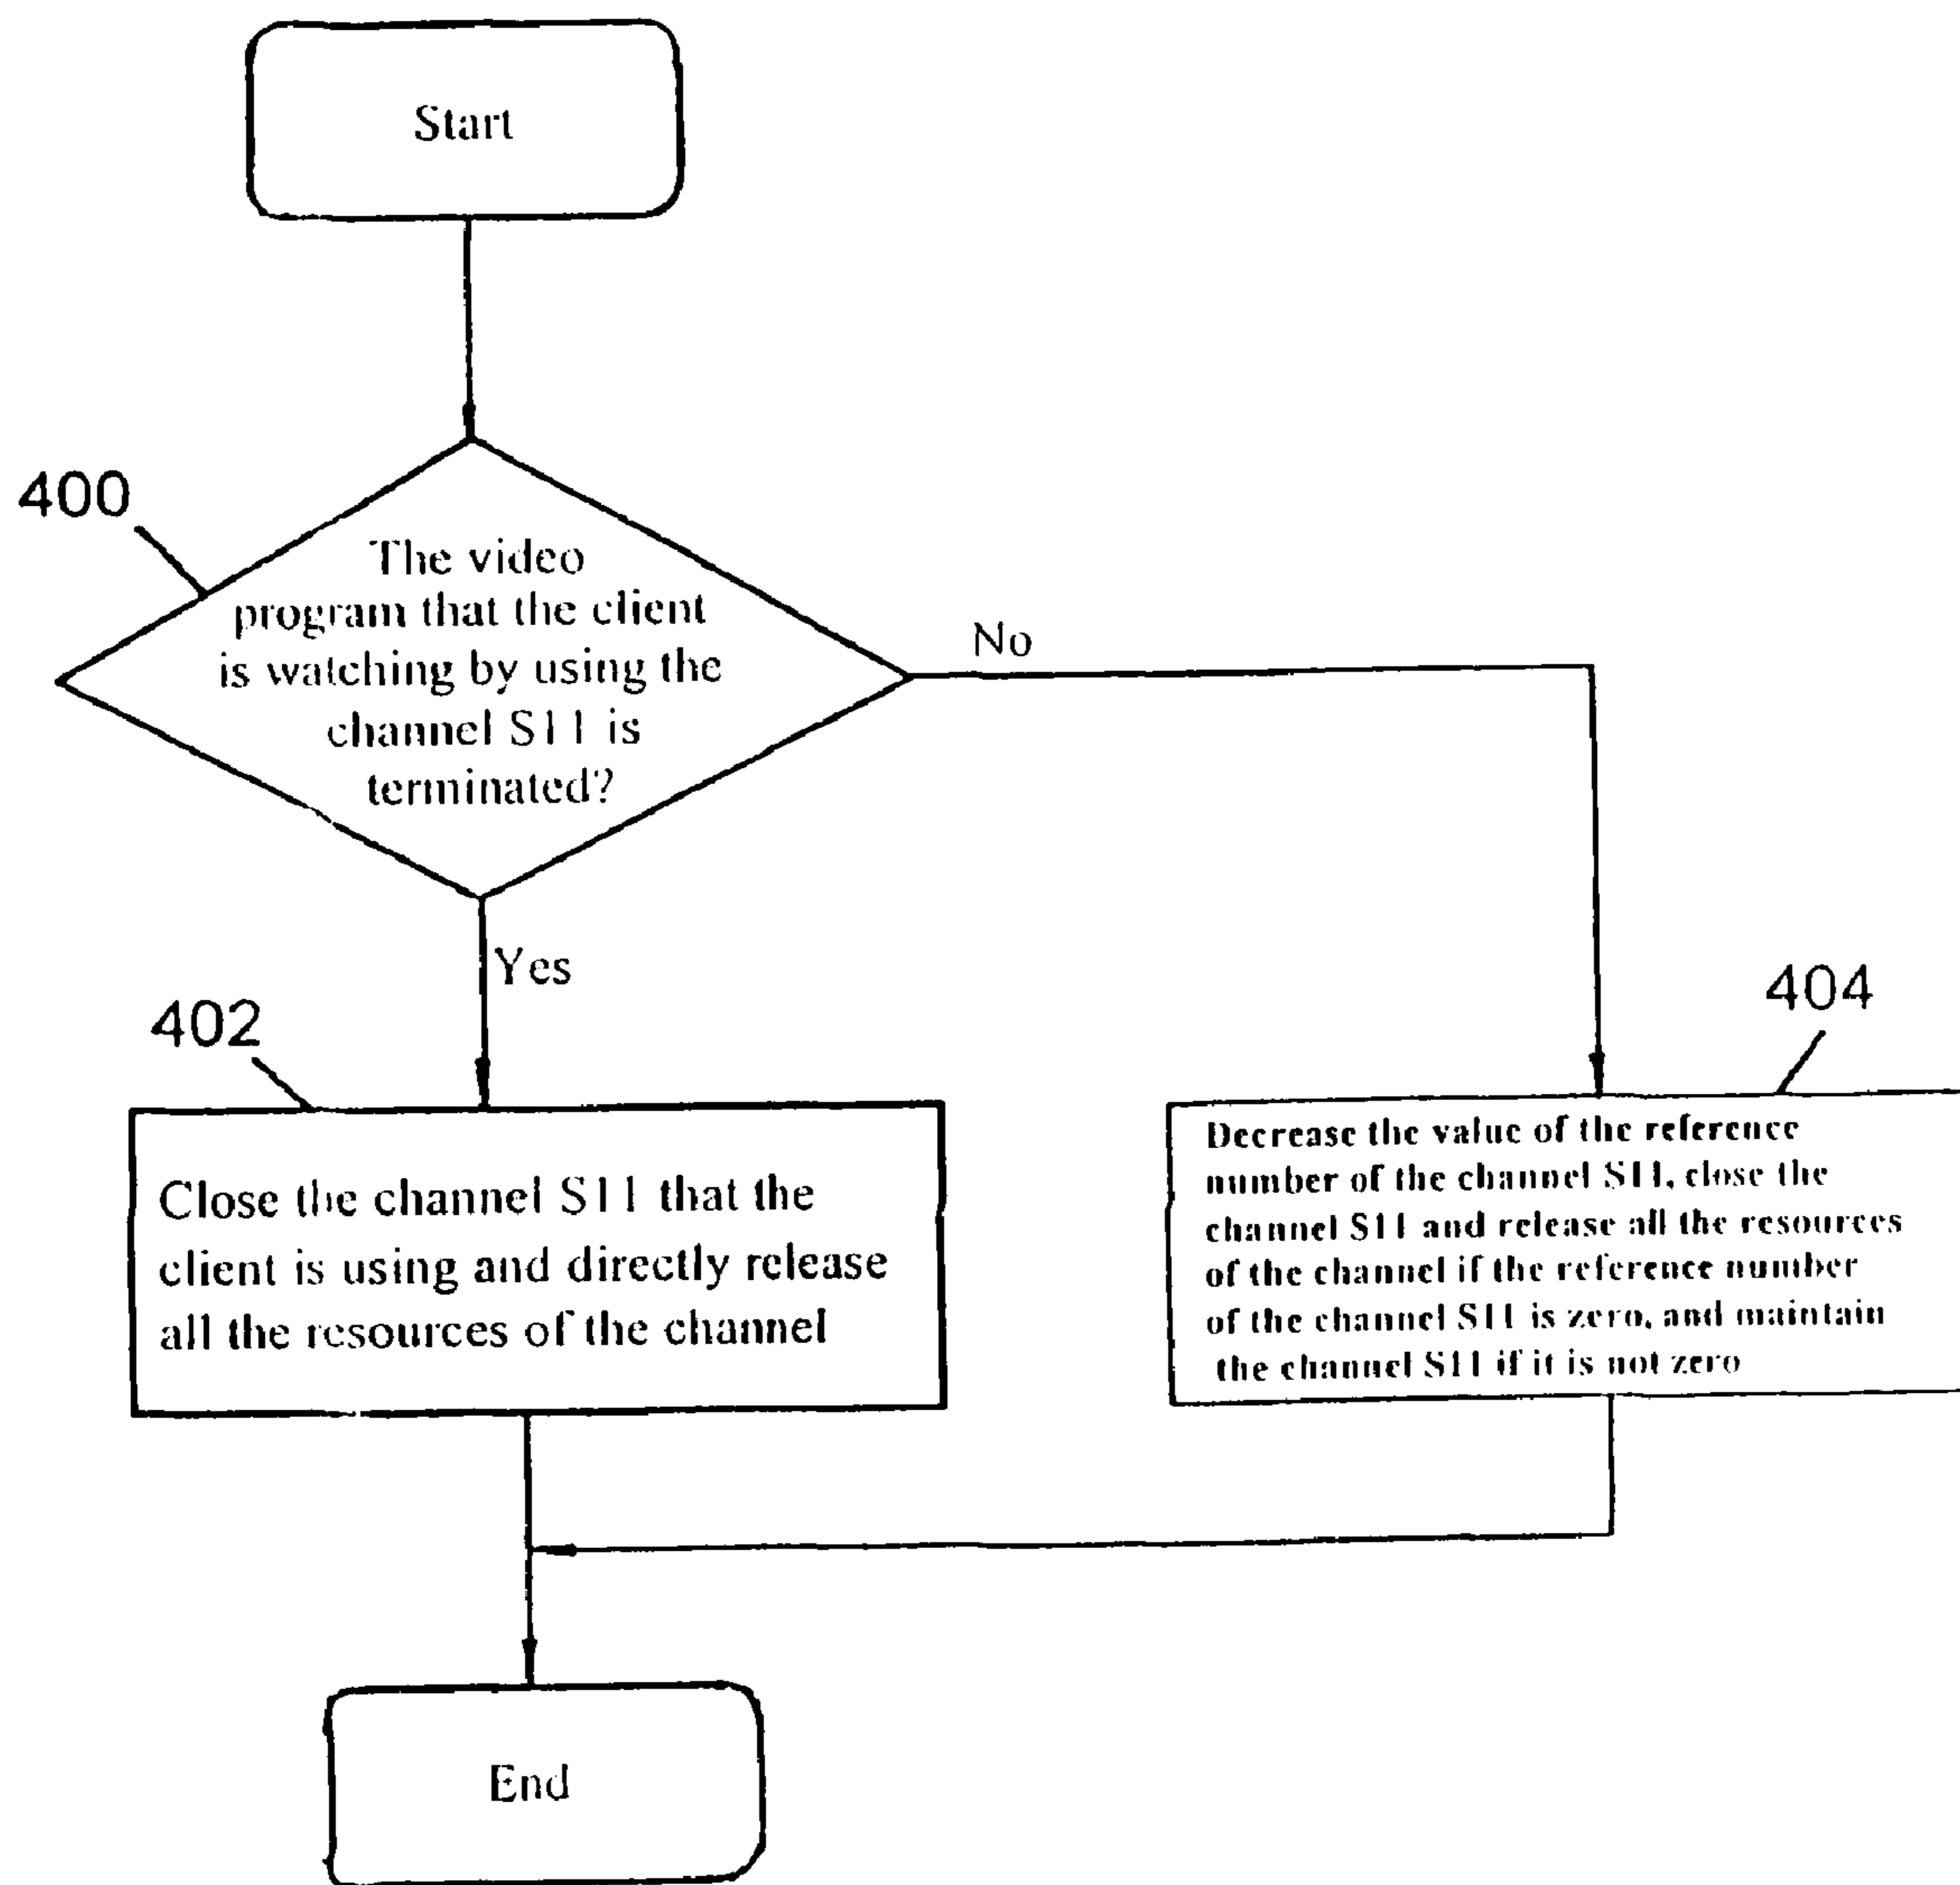 Start
400
The video
program that the client
is watching by using the
channel S11 is
terminated?
No
Yes
402
404
Close the channel S11 that the
client is using and directly release
all the resources of the channel
Decrease the value of the reference
number of the channel S11, close the
channel S11 and release all the resources
of the channel if the reference number
of the channel S11 is zero, and maintain
the channel S11 if it is not zero
End